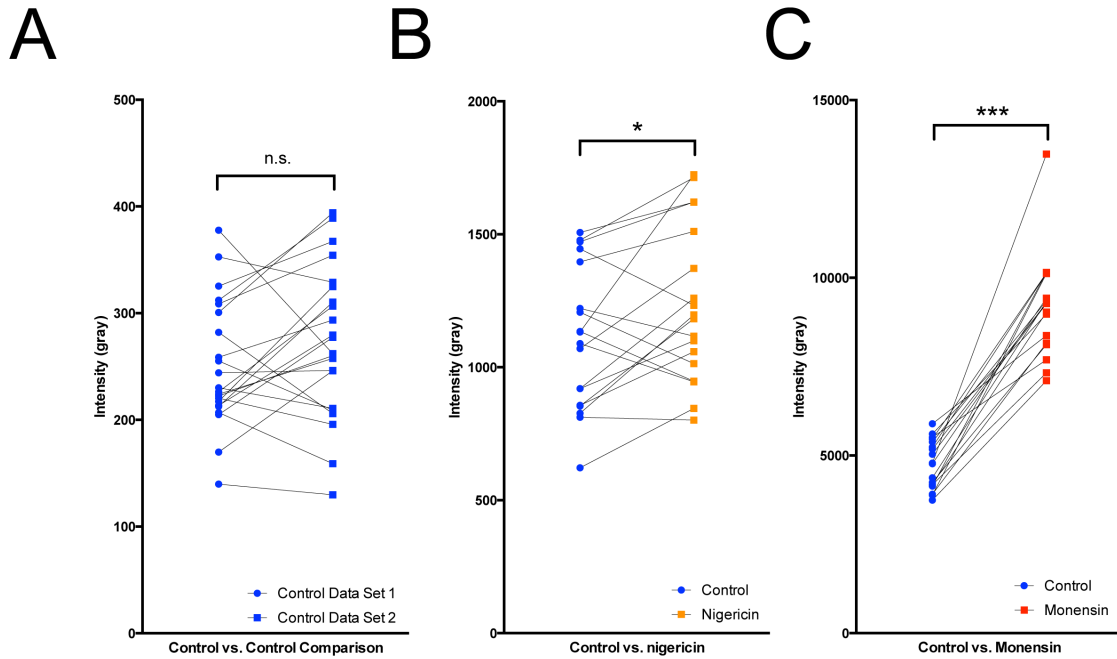 A
B
C
500
400
300
200
100
0
Intensity (gray)
n.s.
Control Data Set 1
Control Data Set 2
Control vs. Control Comparison
2000
1500
1000
500
0
Intensity (gray)
*
Control
Nigericin
Control vs. nigericin
15000
10000
5000
0
Intensity (gray)
***
Control
Monensin
Control vs. Monensin